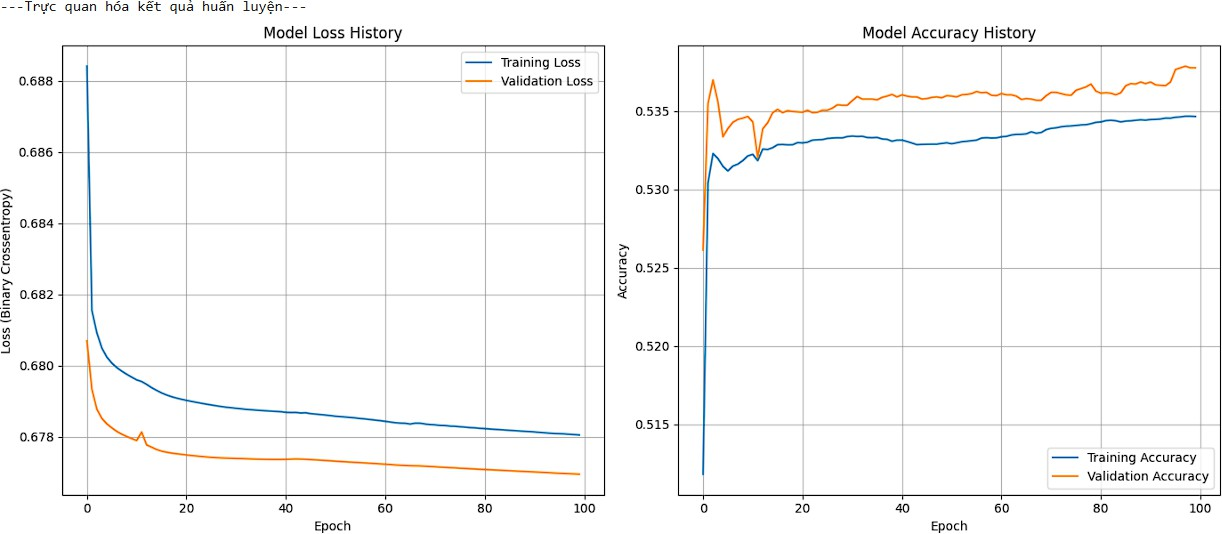 ---Trực quan hóa kết quả huấn luyện---
Model Loss History
Training Loss
Validation Loss
0.688
0.686
0.684
0.682
0.680
0.678
Loss (Binary Crossentropy)
0 20 40 60 80 100
Epoch
Model Accuracy History
0.535
0.530
0.525
0.520
0.515
Accuracy
Training Accuracy
Validation Accuracy
0 20 40 60 80 100
Epoch